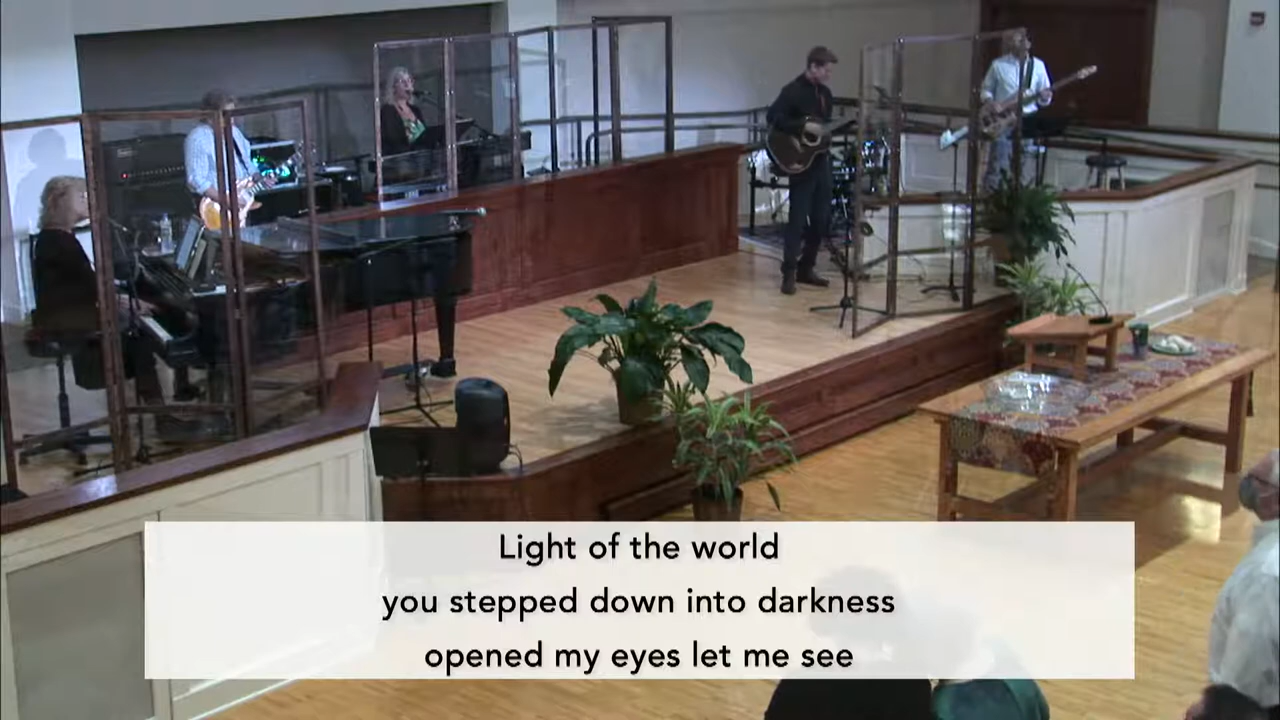 Light of the world
you stepped down into darkness
opened my eyes let me see